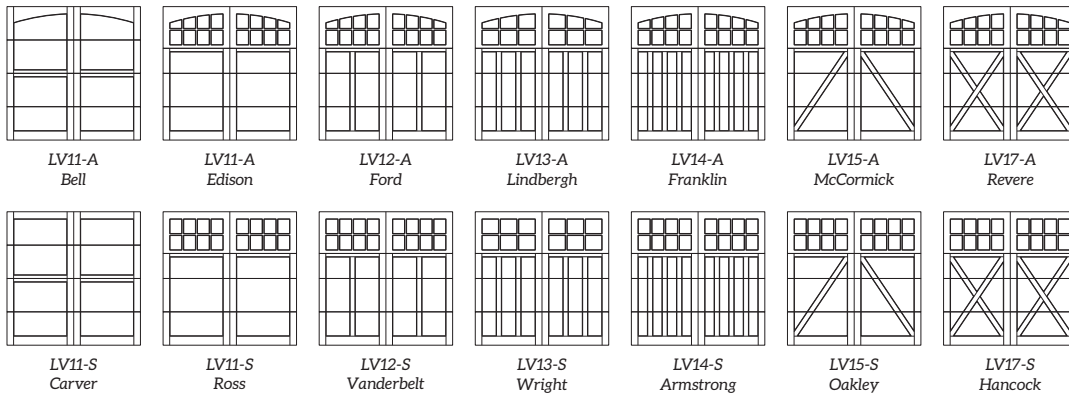 LV11-A
Bell
LV11-A
Edison
LV12-A
Ford
LV13-A
Lindbergh
LV14-A
Franklin
LV15-A
McCormick
LV17-A
Revere
LV11-S
Carver
LV11-S
Ross
LV12-S
Vanderbelt
LV13-S
Wright
LV14-S
Armstrong
LV15-S
Oakley
LV17-S
Hancock